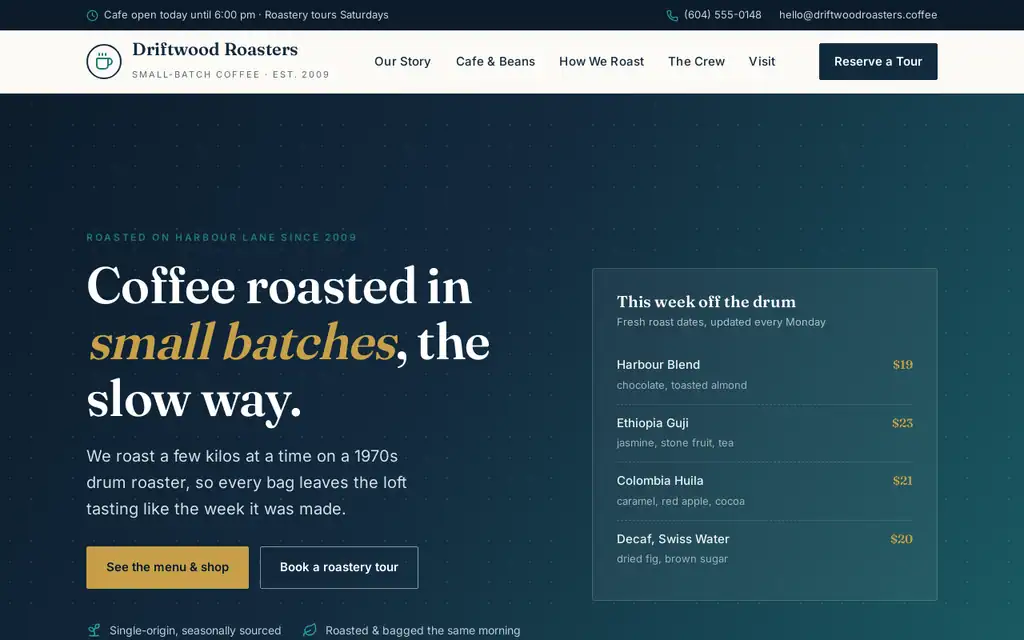 Cafe open today until 6:00 pm · Roastery tours Saturdays
(604) 555-0148
hello@driftwoodroasters.coffee
Driftwood Roasters
SMALL-BATCH COFFEE · EST. 2009
Our Story
Cafe & Beans
How We Roast
The Crew
Visit
Reserve a Tour
ROASTED ON HARBOUR LANE SINCE 2009
Coffee roasted in
small batches, the
slow way.
We roast a few kilos at a time on a 1970s
drum roaster, so every bag leaves the loft
tasting like the week it was made.
See the menu & shop
Book a roastery tour
Single-origin, seasonally sourced
Roasted & bagged the same morning
This week off the drum
Fresh roast dates, updated every Monday
Harbour Blend $19
chocolate, toasted almond
Ethiopia Guji $23
jasmine, stone fruit, tea
Colombia Huila $21
caramel, red apple, cocoa
Decaf, Swiss Water $20
dried fig, brown sugar